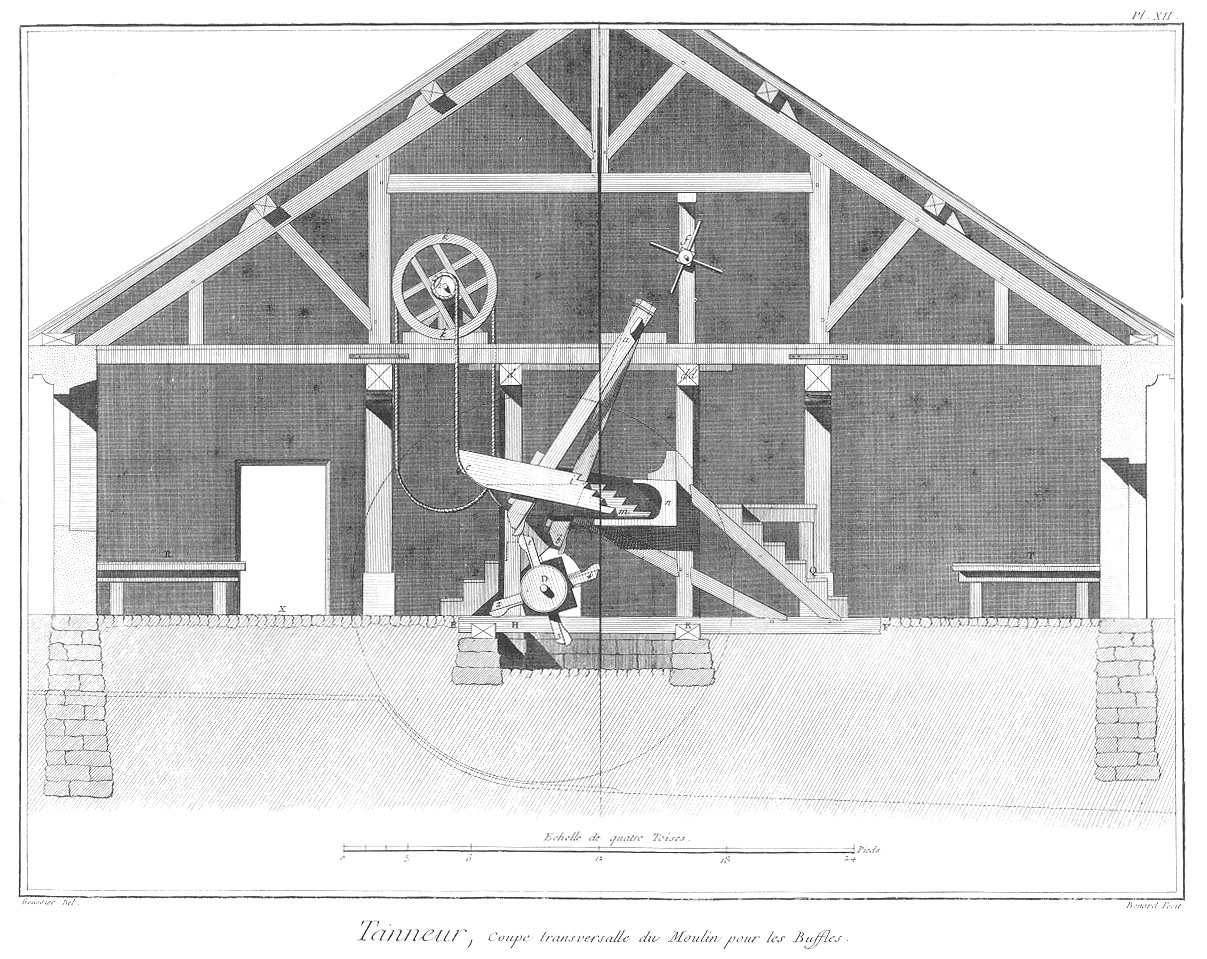 Pl. XII.
E
E
a
d
dd
f
c
l
m
n
R
T
Q
D
X
E
H
K
F
Echelle de quatre Toises.
0 3 6 12 18 24 Pieds
Goussier Del.
Benard Fecit
Tanneur, Coupe transversalle du Moulin pour les Buffles.